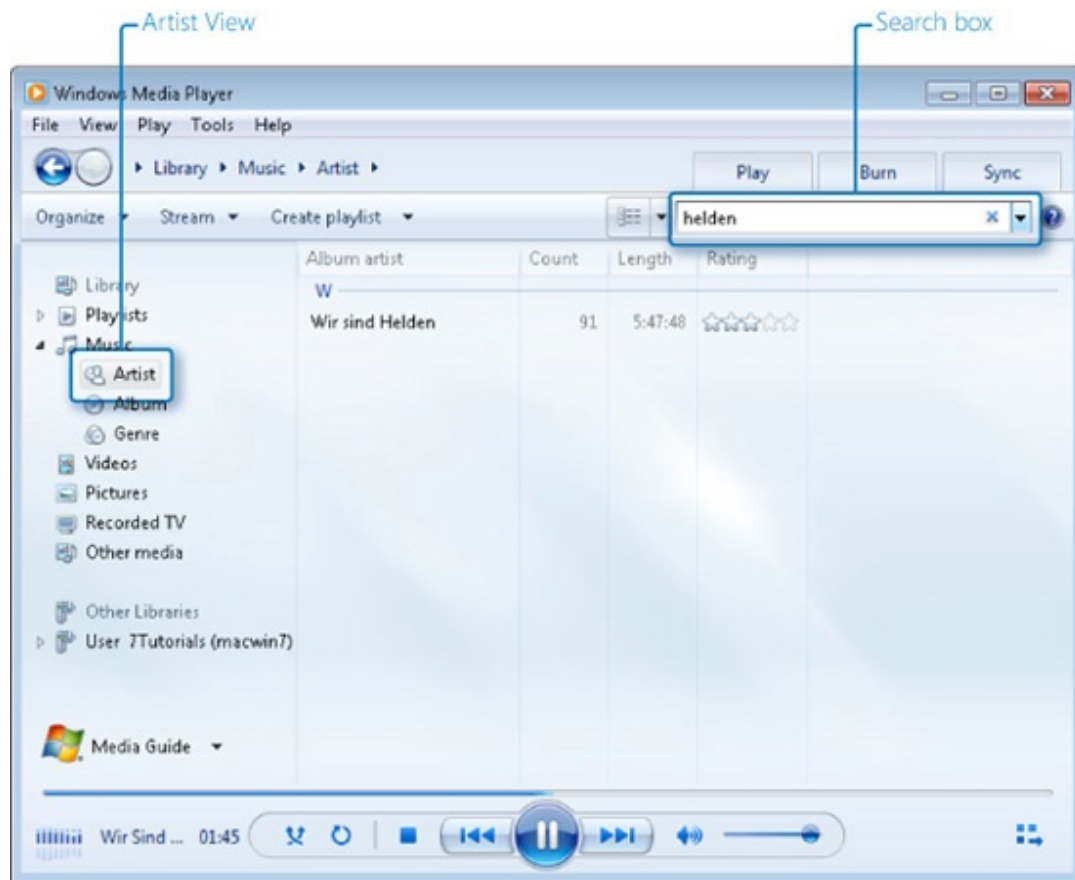 Artist View
Search box
Windows Media Player
File View Play Tools Help
Library Music Artist
Play Burn Sync
Organize Stream Create playlist
helden
Album artist Count Length Rating
Library
W
Playlists
Wir sind Helden 91 5:47:48
Music
Artist
Album
Genre
Videos
Pictures
Recorded TV
Other media
Other Libraries
User 7Tutorials (macwin7)
Media Guide
Wir Sind ... 01:45